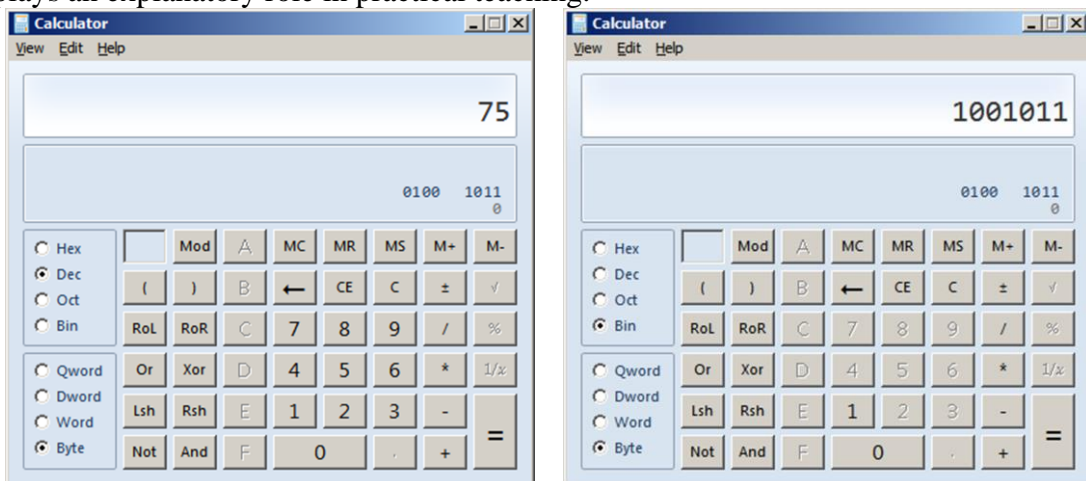 plays an explanatory role in practical teaching.
Calculator
View Edit Help
75
0100 1011
0
Hex Mod A MC MR MS M+ M-
Dec ( ) B ← CE C ± √
Oct
Bin RoL RoR C 7 8 9 / %
Qword Or Xor D 4 5 6 * 1/x
Dword Lsh Rsh E 1 2 3 - =
Word
Byte Not And F 0 . +
Calculator
View Edit Help
1001011
0100 1011
0
Hex Mod A MC MR MS M+ M-
Dec ( ) B ← CE C ± √
Oct
Bin RoL RoR C 7 8 9 / %
Qword Or Xor D 4 5 6 * 1/x
Dword Lsh Rsh E 1 2 3 - =
Word
Byte Not And F 0 . +